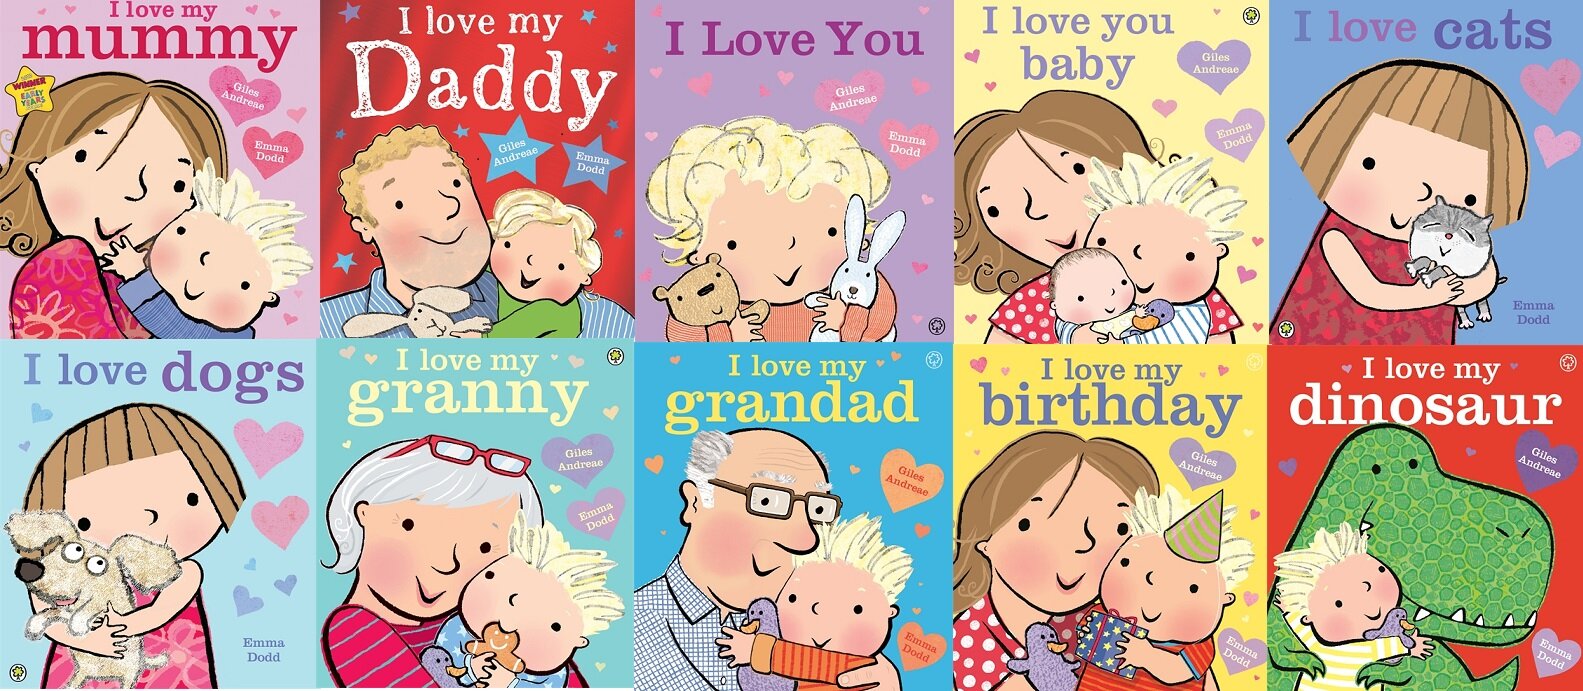 I love my
mummy
WINNER
EARLY
YEARS
Giles
Andreae
Emma
Dodd
I love my
Daddy
Giles
Andreae
Emma
Dodd
I Love You
Giles
Andreae
Emma
Dodd
I love you
baby
Giles
Andreae
Emma
Dodd
I love cats
Emma
Dodd
I love dogs
Emma
Dodd
I love my
granny
Giles
Andreae
Emma
Dodd
I love my
grandad
Giles
Andreae
Emma
Dodd
I love my
birthday
Giles
Andreae
Emma
Dodd
I love my
dinosaur
Giles
Andreae
Emma
Dodd